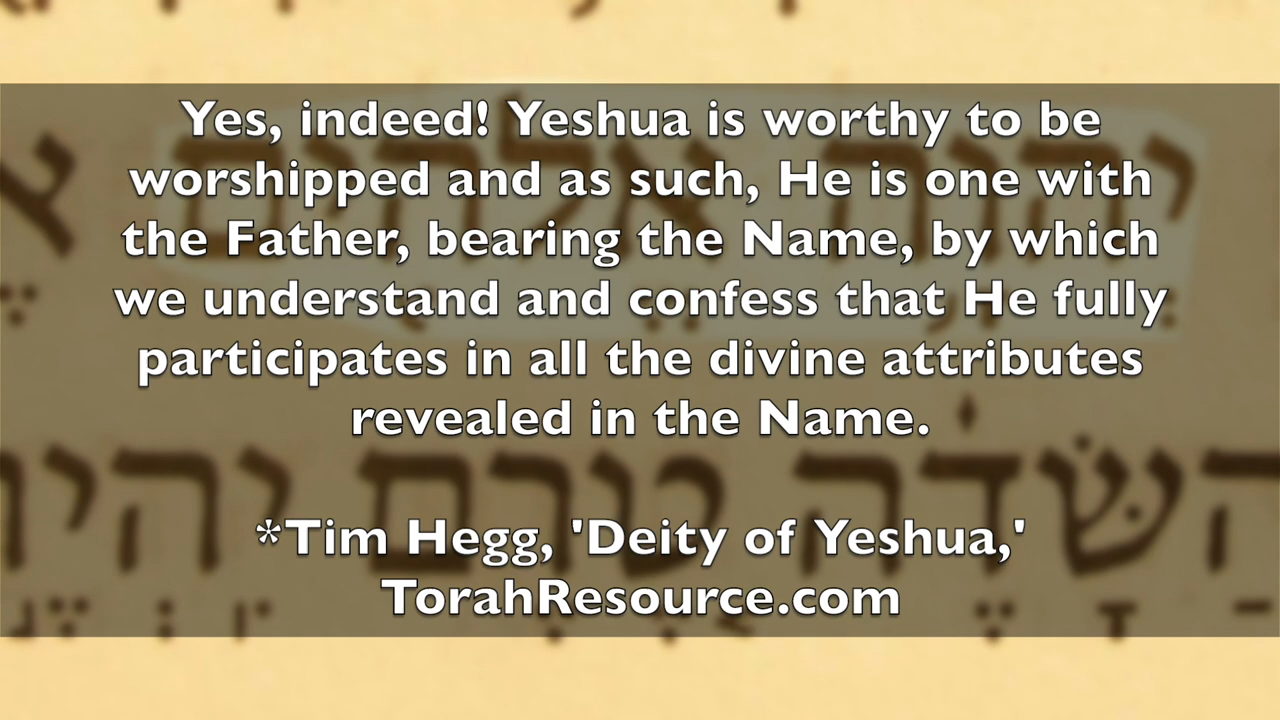 Yes, indeed! Yeshua is worthy to be
worshipped and as such, He is one with
the Father, bearing the Name, by which
we understand and confess that He fully
participates in all the divine attributes
revealed in the Name.
*Tim Hegg, 'Deity of Yeshua,'
TorahResource.com
יְהוָה אֱלֹהִים
הַשָּׂדֶה טֶרֶם